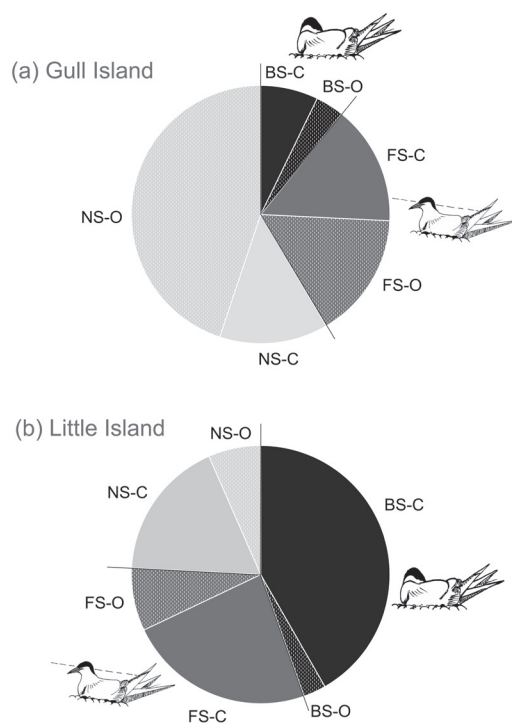 (a) Gull Island
BS-C
BS-O
FS-C
NS-O
FS-O
NS-C
(b) Little Island
NS-O
NS-C
BS-C
FS-O
BS-O
FS-C